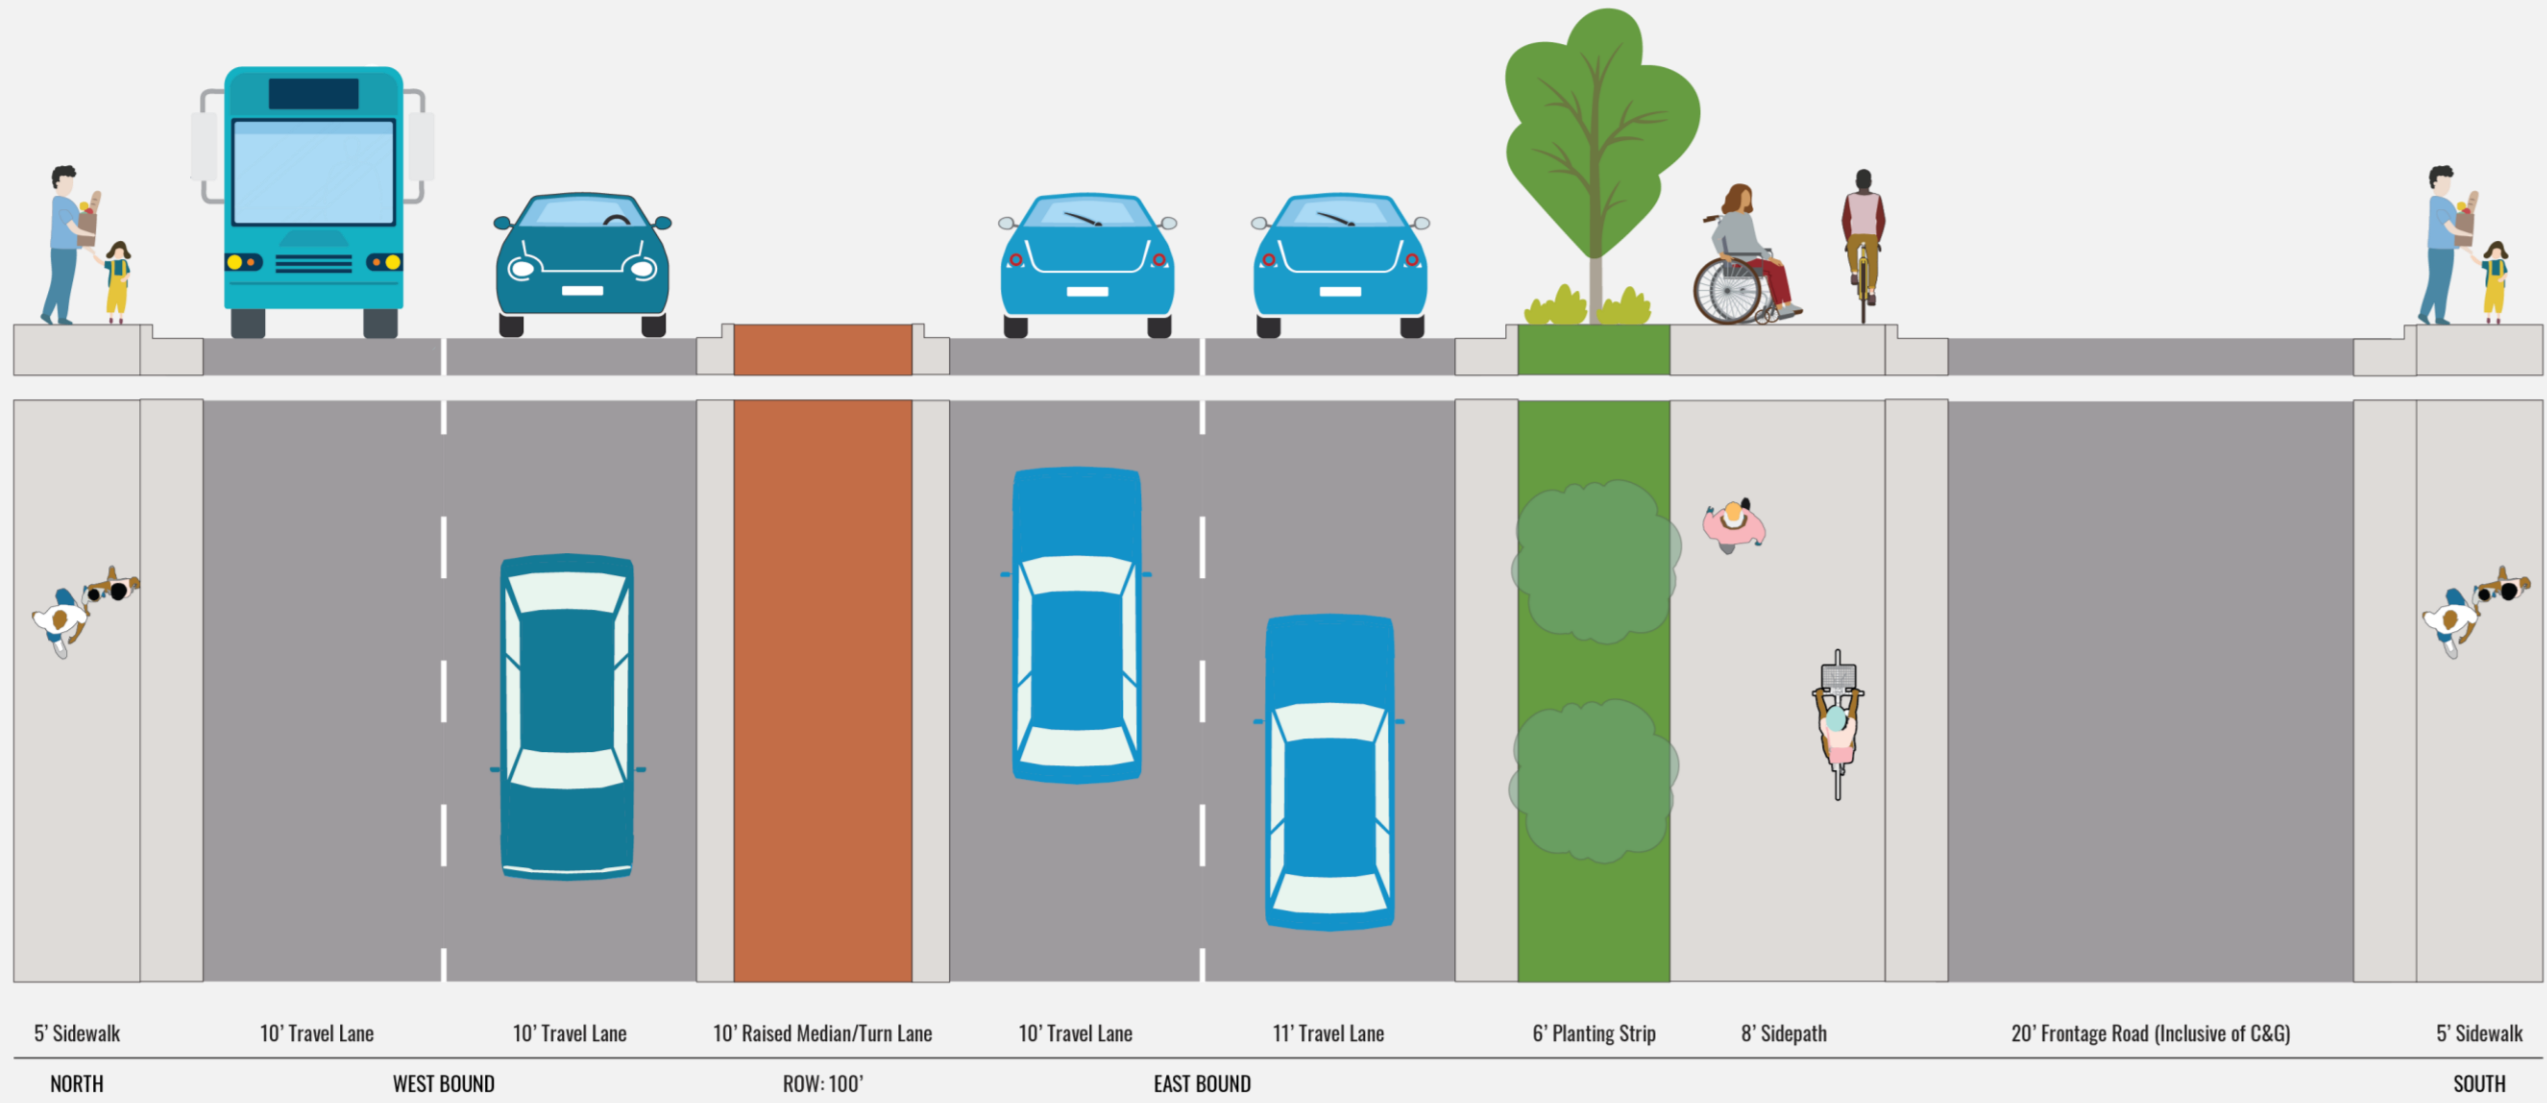 5’ Sidewalk
10’ Travel Lane
10’ Travel Lane
10’ Raised Median/Turn Lane
10’ Travel Lane
11’ Travel Lane
6’ Planting Strip
8’ Sidepath
20’ Frontage Road (Inclusive of C&G)
5’ Sidewalk
NORTH
WEST BOUND
ROW: 100’
EAST BOUND
SOUTH